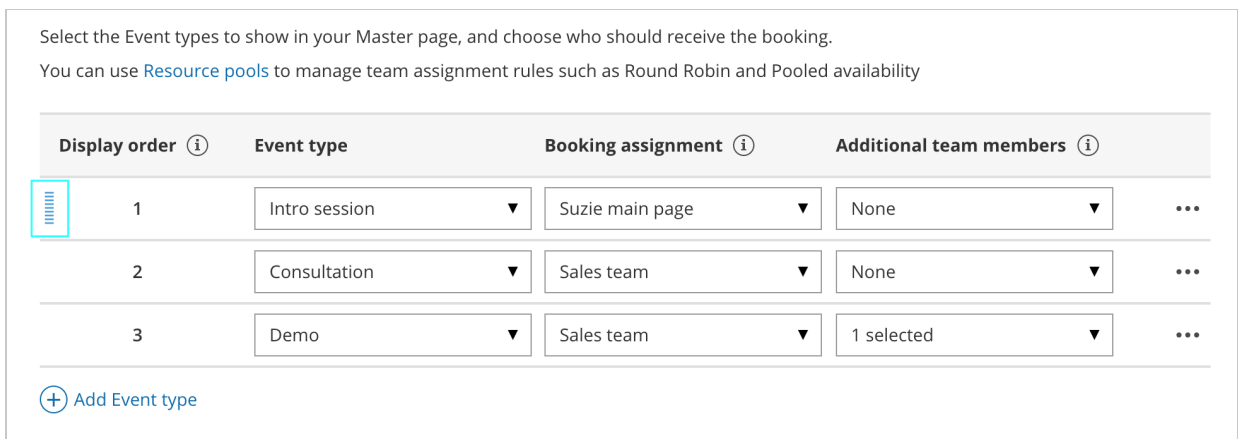 Select the Event types to show in your Master page, and choose who should receive the booking.
You can use Resource pools to manage team assignment rules such as Round Robin and Pooled availability
Display order Event type Booking assignment Additional team members
1 Intro session Suzie main page None
2 Consultation Sales team None
3 Demo Sales team 1 selected
Add Event type